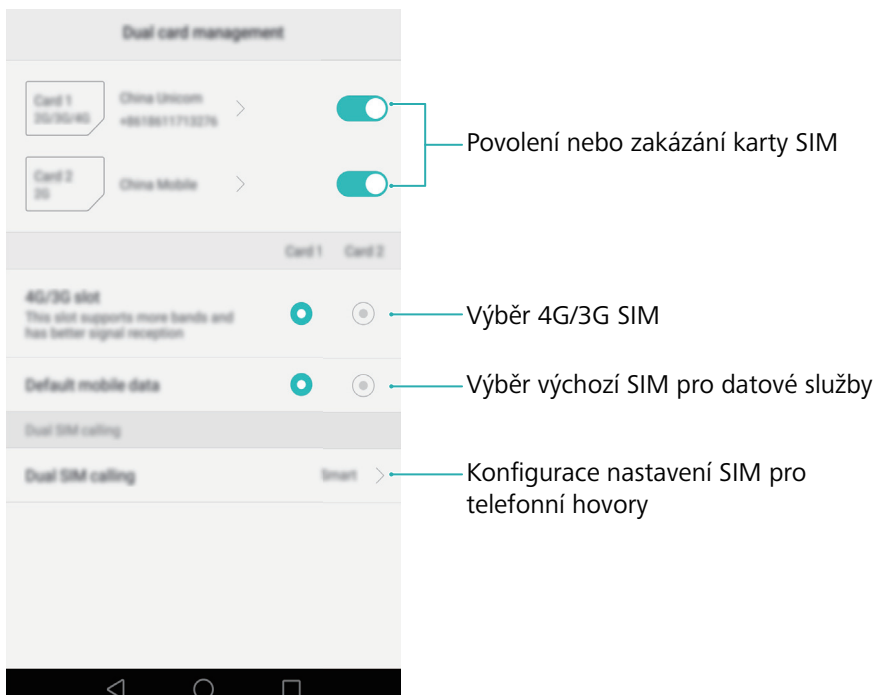 Dual card management
Card 1
2G/3G/4G
China Unicom
+8618611713276
Povolení nebo zakázání karty SIM
Card 2
2G
China Mobile
Card 1 Card 2
4G/3G slot
This slot supports more bands and
has better signal reception
Výběr 4G/3G SIM
Default mobile data
Výběr výchozí SIM pro datové služby
Dual SIM calling
Dual SIM calling
Smart
Konfigurace nastavení SIM pro
telefonní hovory